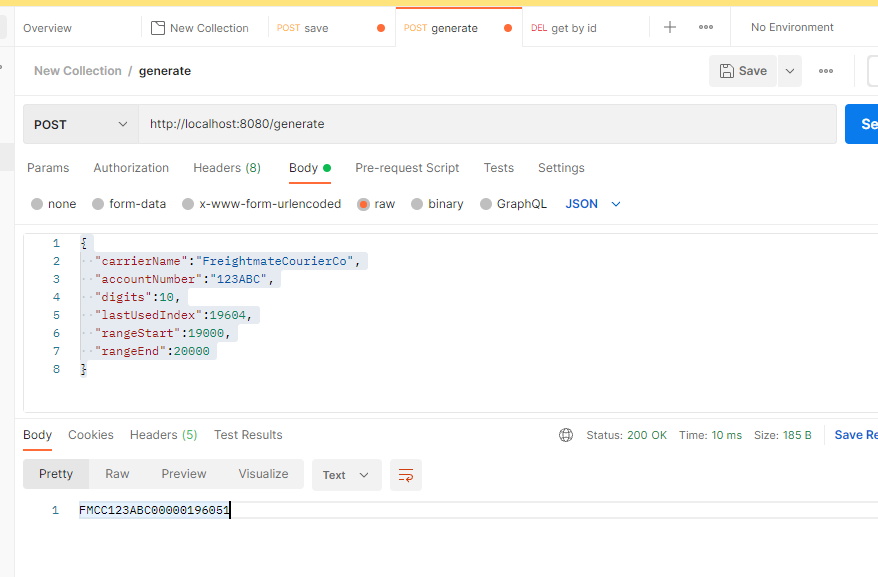 Overview New Collection POST save POST generate DEL get by id No Environment
New Collection / generate Save
POST http://localhost:8080/generate
Params Authorization Headers (8) Body Pre-request Script Tests Settings
none form-data x-www-form-urlencoded raw binary GraphQL JSON
1 {
2 "carrierName":"FreightmateCourierCo",
3 "accountNumber":"123ABC",
4 "digits":10,
5 "lastUsedIndex":19604,
6 "rangeStart":19000,
7 "rangeEnd":20000
8 }
Body Cookies Headers (5) Test Results Status: 200 OK Time: 10 ms Size: 185 B Save Re
Pretty Raw Preview Visualize Text
1 FMCC123ABC00000196051